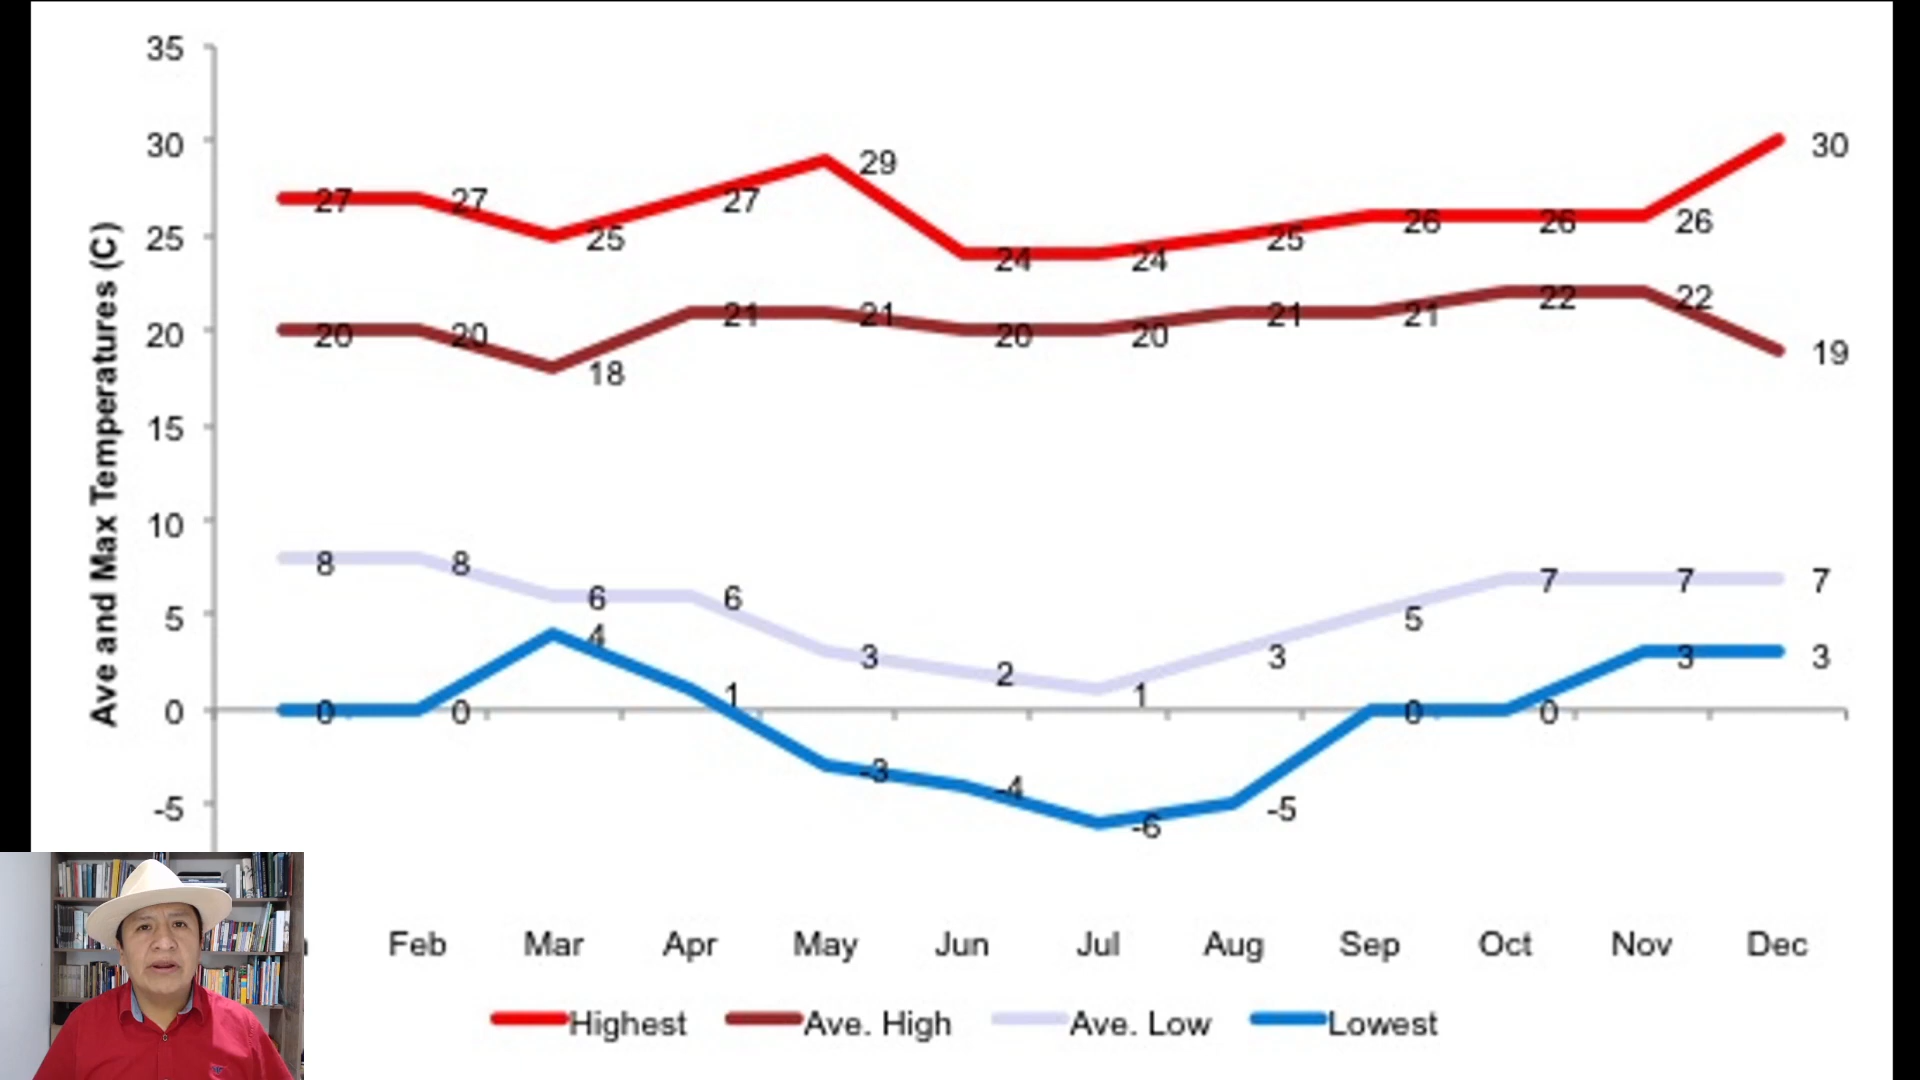 35
30
25
20
15
10
5
0
-5
Ave and Max Temperatures (C)
27 27 25 27 29 24 24 25 26 26 26 30
20 20 18 21 21 20 20 21 21 22 22 19
8 8 6 6 3 2 1 3 5 7 7 7
0 0 4 1 -3 -4 -6 -5 0 0 3 3
Feb Mar Apr May Jun Jul Aug Sep Oct Nov Dec
Highest Ave. High Ave. Low Lowest